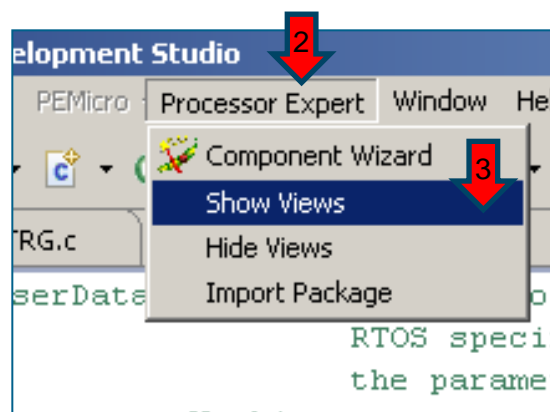 elopment Studio
2
PEMicro Processor Expert Window Hel
Component Wizard
3
Show Views
TRG.c
Hide Views
serData
Import Package
RTOS speci
the parame